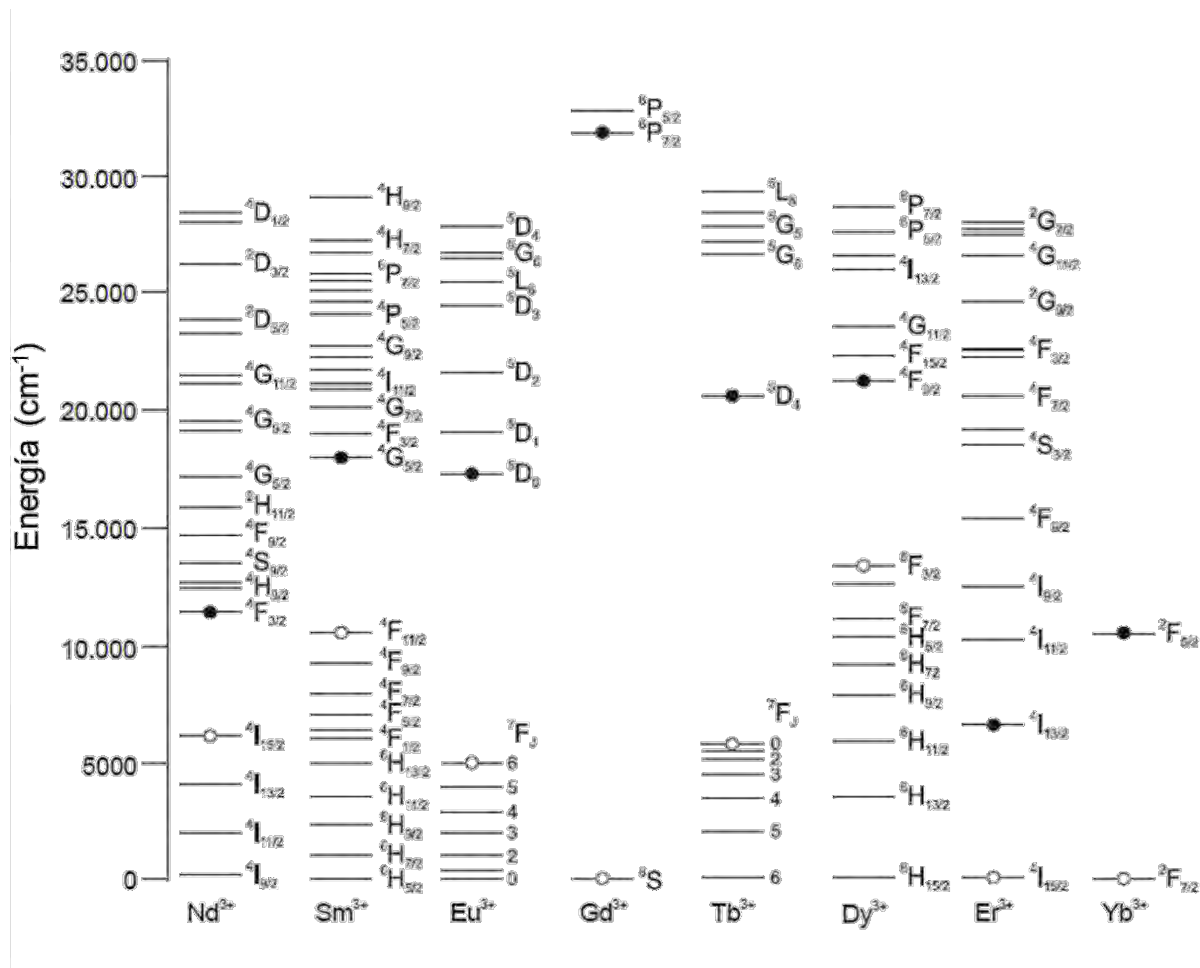 35.000
30.000
25.000
20.000
15.000
10.000
5000
0
Energía (cm⁻¹)
⁴D₁/₂
²D₃/₂
²D₅/₂
⁴G₁₁/₂
⁴G₉/₂
⁴G₅/₂
²H₁₁/₂
⁴F₉/₂
⁴S₉/₂
⁴H₉/₂
⁴F₃/₂
⁴I₁₅/₂
⁴I₁₃/₂
⁴I₁₁/₂
⁴I₉/₂
Nd³⁺
⁴H₉/₂
⁴H₇/₂
⁶P₇/₂
⁴P₅/₂
⁴G₉/₂
⁴I₁₁/₂
⁴G₇/₂
⁴F₃/₂
⁴G₅/₂
⁴F₁₁/₂
⁴F₉/₂
⁴F₇/₂
⁴F₅/₂
⁴F₁/₂
⁶H₁₃/₂
⁶H₁₁/₂
⁶H₉/₂
⁶H₇/₂
⁶H₅/₂
Sm³⁺
⁵D₄
⁵G₆
⁵L₆
⁵D₃
⁵D₂
⁵D₁
⁵D₀
⁷F_J
6
5
4
3
2
0
Eu³⁺
⁶P₅/₂
⁶P₇/₂
⁸S
Gd³⁺
⁵G₅
⁵G₆
⁵D₄
⁷F_J
0
2
3
4
5
6
Tb³⁺
⁶P₇/₂
⁶P₅/₂
⁴I₁₃/₂
⁴G₁₁/₂
⁴F₁₅/₂
⁴F₉/₂
⁶F₃/₂
⁶F₇/₂
⁶H₅/₂
⁶H₇₂
⁶H₉/₂
⁶H₁₁/₂
⁶H₁₃/₂
⁶H₁₅/₂
Dy³⁺
²G₇/₂
⁴G₁₁/₂
²G₉/₂
⁴F₃/₂
⁴F₇/₂
⁴S₃/₂
⁴F₉/₂
⁴I₉/₂
⁴I₁₁/₂
⁴I₁₃/₂
⁴I₁₅/₂
Er³⁺
²F₅/₂
²F₇/₂
Yb³⁺